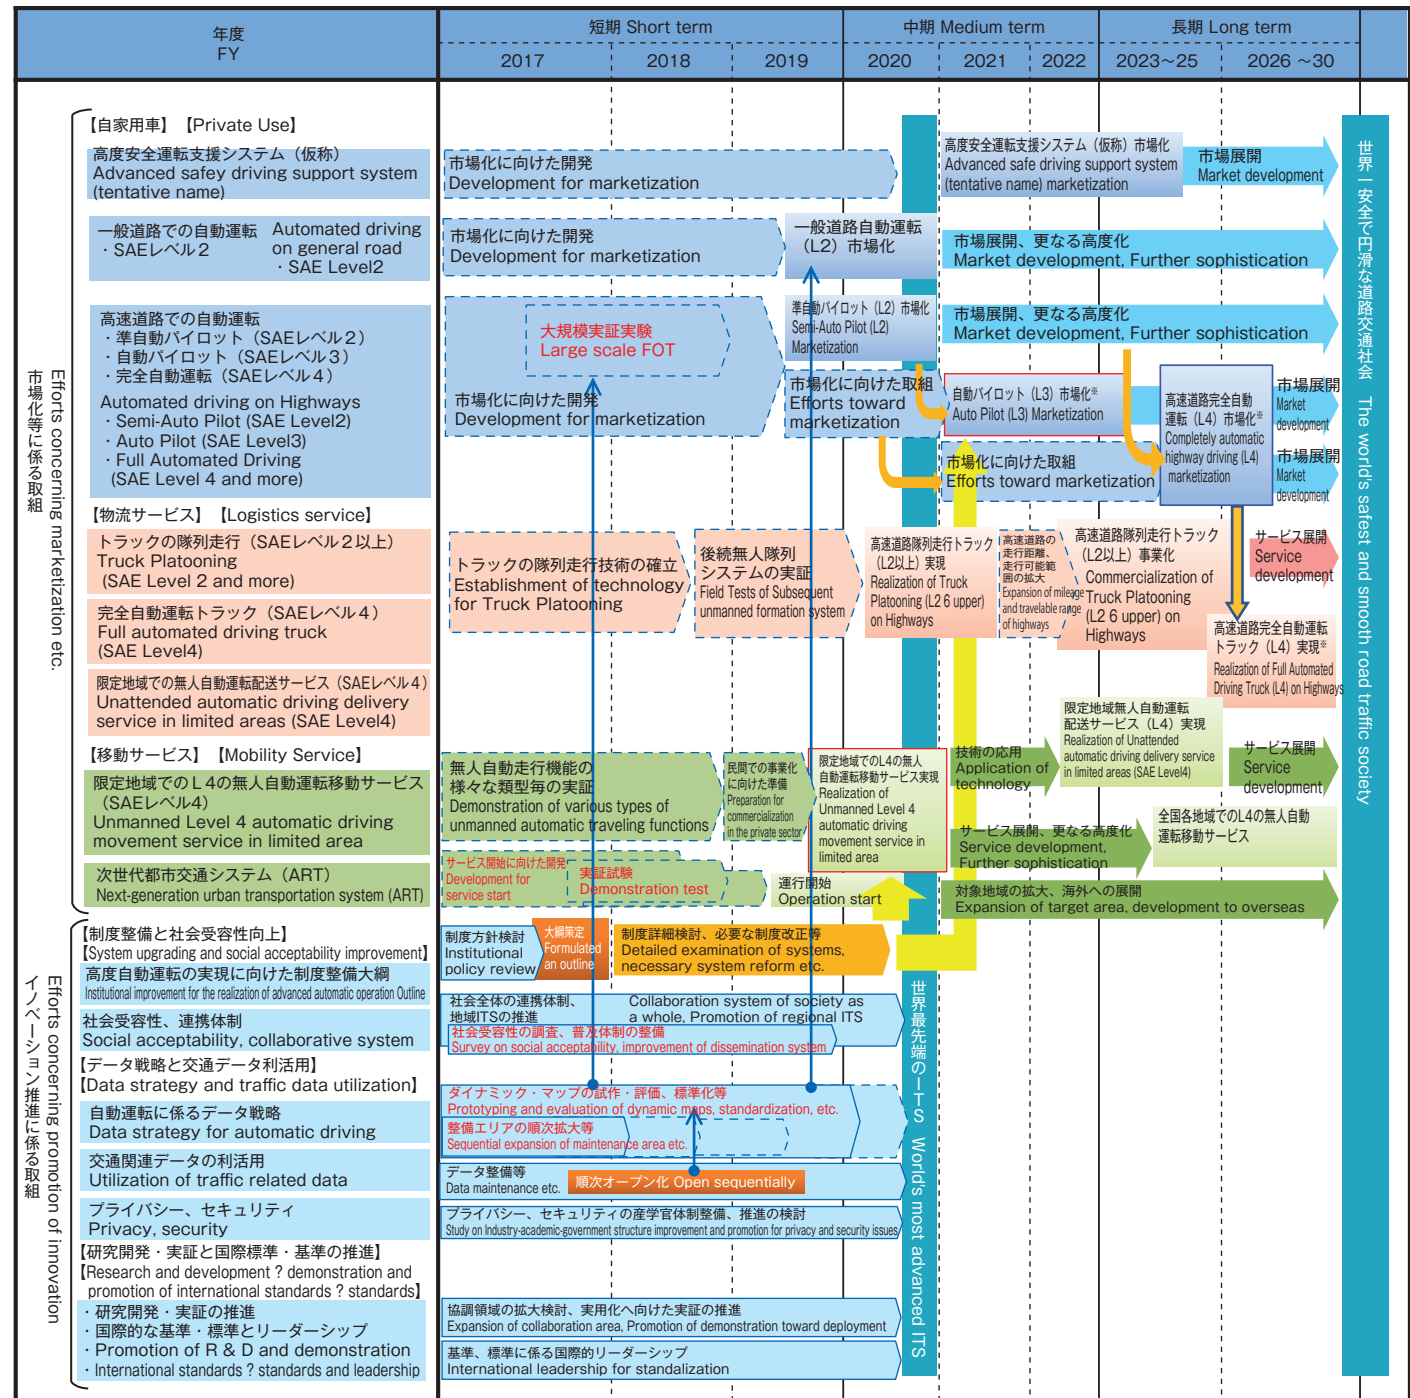 年度
FY
短期 Short term
中期 Medium term
長期 Long term
2017
2018
2019
2020
2021
2022
2023～25
2026 ～30
市場化等に係る取組
Efforts concerning marketization etc.
【自家用車】【Private Use】
高度安全運転支援システム（仮称）
Advanced safey driving support system
(tentative name)
市場化に向けた開発
Development for marketization
高度安全運転支援システム（仮称）市場化
Advanced safe driving support system
(tentative name) marketization
市場展開
Market development
一般道路での自動運転
・SAEレベル２
Automated driving
on general road
・SAE Level2
市場化に向けた開発
Development for marketization
一般道路自動運転
（L2）市場化
市場展開、更なる高度化
Market development, Further sophistication
高速道路での自動運転
・準自動パイロット（SAEレベル２）
・自動パイロット（SAEレベル３）
・完全自動運転（SAEレベル４）
Automated driving on Highways
・Semi-Auto Pilot (SAE Level2)
・Auto Pilot (SAE Level3)
・Full Automated Driving
(SAE Level 4 and more)
大規模実証実験
Large scale FOT
市場化に向けた開発
Development for marketization
準自動パイロット（L2）市場化
Semi-Auto Pilot (L2)
Marketization
市場展開、更なる高度化
Market development, Further sophistication
市場化に向けた取組
Efforts toward
marketization
自動パイロット（L3）市場化※
Auto Pilot (L3) Marketization
市場化に向けた取組
Efforts toward marketization
高速道路完全自動
運転（L4）市場化※
Completely automatic
highway driving (L4)
marketization
市場展開
Market
development
市場展開
Market
development
【物流サービス】【Logistics service】
トラックの隊列走行（SAEレベル２以上）
Truck Platooning
(SAE Level 2 and more)
完全自動運転トラック（SAEレベル４）
Full automated driving truck
(SAE Level4)
限定地域での無人自動運転配送サービス（SAEレベル４）
Unattended automatic driving delivery
service in limited areas (SAE Level4)
トラックの隊列走行技術の確立
Establishment of technology
for Truck Platooning
後続無人隊列
システムの実証
Field Tests of Subsequent
unmanned formation system
高速道路隊列走行トラック
（L2以上）実現
Realization of Truck
Platooning (L2 6 upper)
on Highways
高速道路の
走行距離、
走行可能範
囲の拡大
Expansion of mileage
and travelable range
of highways
高速道路隊列走行トラック
（L2以上）事業化
Commercialization of
Truck Platooning
(L2 6 upper) on
Highways
サービス展開
Service
development
高速道路完全自動運転
トラック（L4）実現※
Realization of Full Automated
Driving Truck (L4) on Highways
限定地域無人自動運転
配送サービス（L4）実現
Realization of Unattended
automatic driving delivery service
in limited areas (SAE Level4)
サービス展開
Service
development
【移動サービス】【Mobility Service】
限定地域でのＬ４の無人自動運転移動サービス
（SAEレベル4）
Unmanned Level 4 automatic driving
movement service in limited area
次世代都市交通システム（ART）
Next-generation urban transportation system (ART)
無人自動走行機能の
様々な類型毎の実証
Demonstration of various types of
unmanned automatic traveling functions
民間での事業化
に向けた準備
Preparation for
commercialization
in the private sector
限定地域でのL4の無人
自動運転移動サービス実現
Realization of
Unmanned Level 4
automatic driving
movement service in
limited area
技術の応用
Application of
technology
サービス展開、更なる高度化
Service development,
Further sophistication
全国各地域でのL4の無人自動
運転移動サービス
サービス開始に向けた開発
Development for
service start
実証試験
Demonstration test
運行開始
Operation start
対象地域の拡大、海外への展開
Expansion of target area, development to overseas
イノベーション推進に係る取組
Efforts concerning promotion of innovation
【制度整備と社会受容性向上】
【System upgrading and social acceptability improvement】
高度自動運転の実現に向けた制度整備大綱
Institutional improvement for the realization of advanced automatic operation Outline
社会受容性、連携体制
Social acceptability, collaborative system
制度方針検討
Institutional
policy review
大綱策定
Formulated
an outline
制度詳細検討、必要な制度改正等
Detailed examination of systems,
necessary system reform etc.
社会全体の連携体制、
地域ITSの推進
Collaboration system of society as
a whole, Promotion of regional ITS
社会受容性の調査、普及体制の整備
Survey on social acceptability, improvement of dissemination system
【データ戦略と交通データ利活用】
【Data strategy and traffic data utilization】
自動運転に係るデータ戦略
Data strategy for automatic driving
交通関連データの利活用
Utilization of traffic related data
プライバシー、セキュリティ
Privacy, security
ダイナミック・マップの試作・評価、標準化等
Prototyping and evaluation of dynamic maps, standardization, etc.
整備エリアの順次拡大等
Sequential expansion of maintenance area etc.
データ整備等
Data maintenance etc.
順次オープン化 Open sequentially
プライバシー、セキュリティの産学官体制整備、推進の検討
Study on Industry-academic-government structure improvement and promotion for privacy and security issues
【研究開発・実証と国際標準・基準の推進】
【Research and development ? demonstration and
promotion of international standards ? standards】
・研究開発・実証の推進
・国際的な基準・標準とリーダーシップ
・Promotion of R & D and demonstration
・International standards ? standards and leadership
協調領域の拡大検討、実用化へ向けた実証の推進
Expansion of collaboration area, Promotion of demonstration toward deployment
基準、標準に係る国際的リーダーシップ
International leadership for standalization
世界最先端のＩＴＳ World's most advanced ITS
世界一安全で円滑な道路交通社会 The world's safest and smooth road traffic society